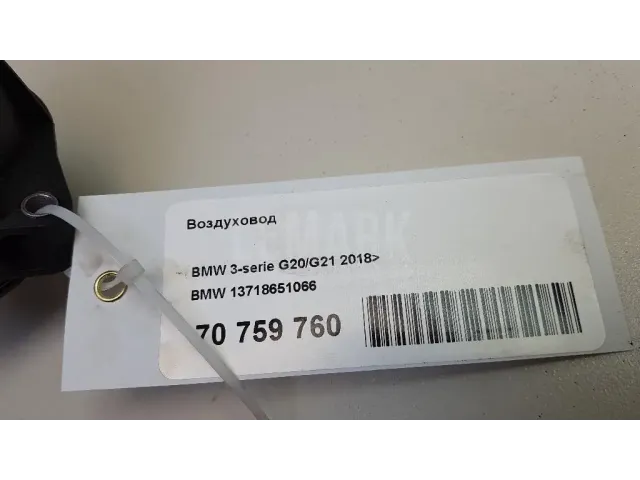 Воздуховод
BMW 3-serie G20/G21 2018>
BMW 13718651066
70 759 760